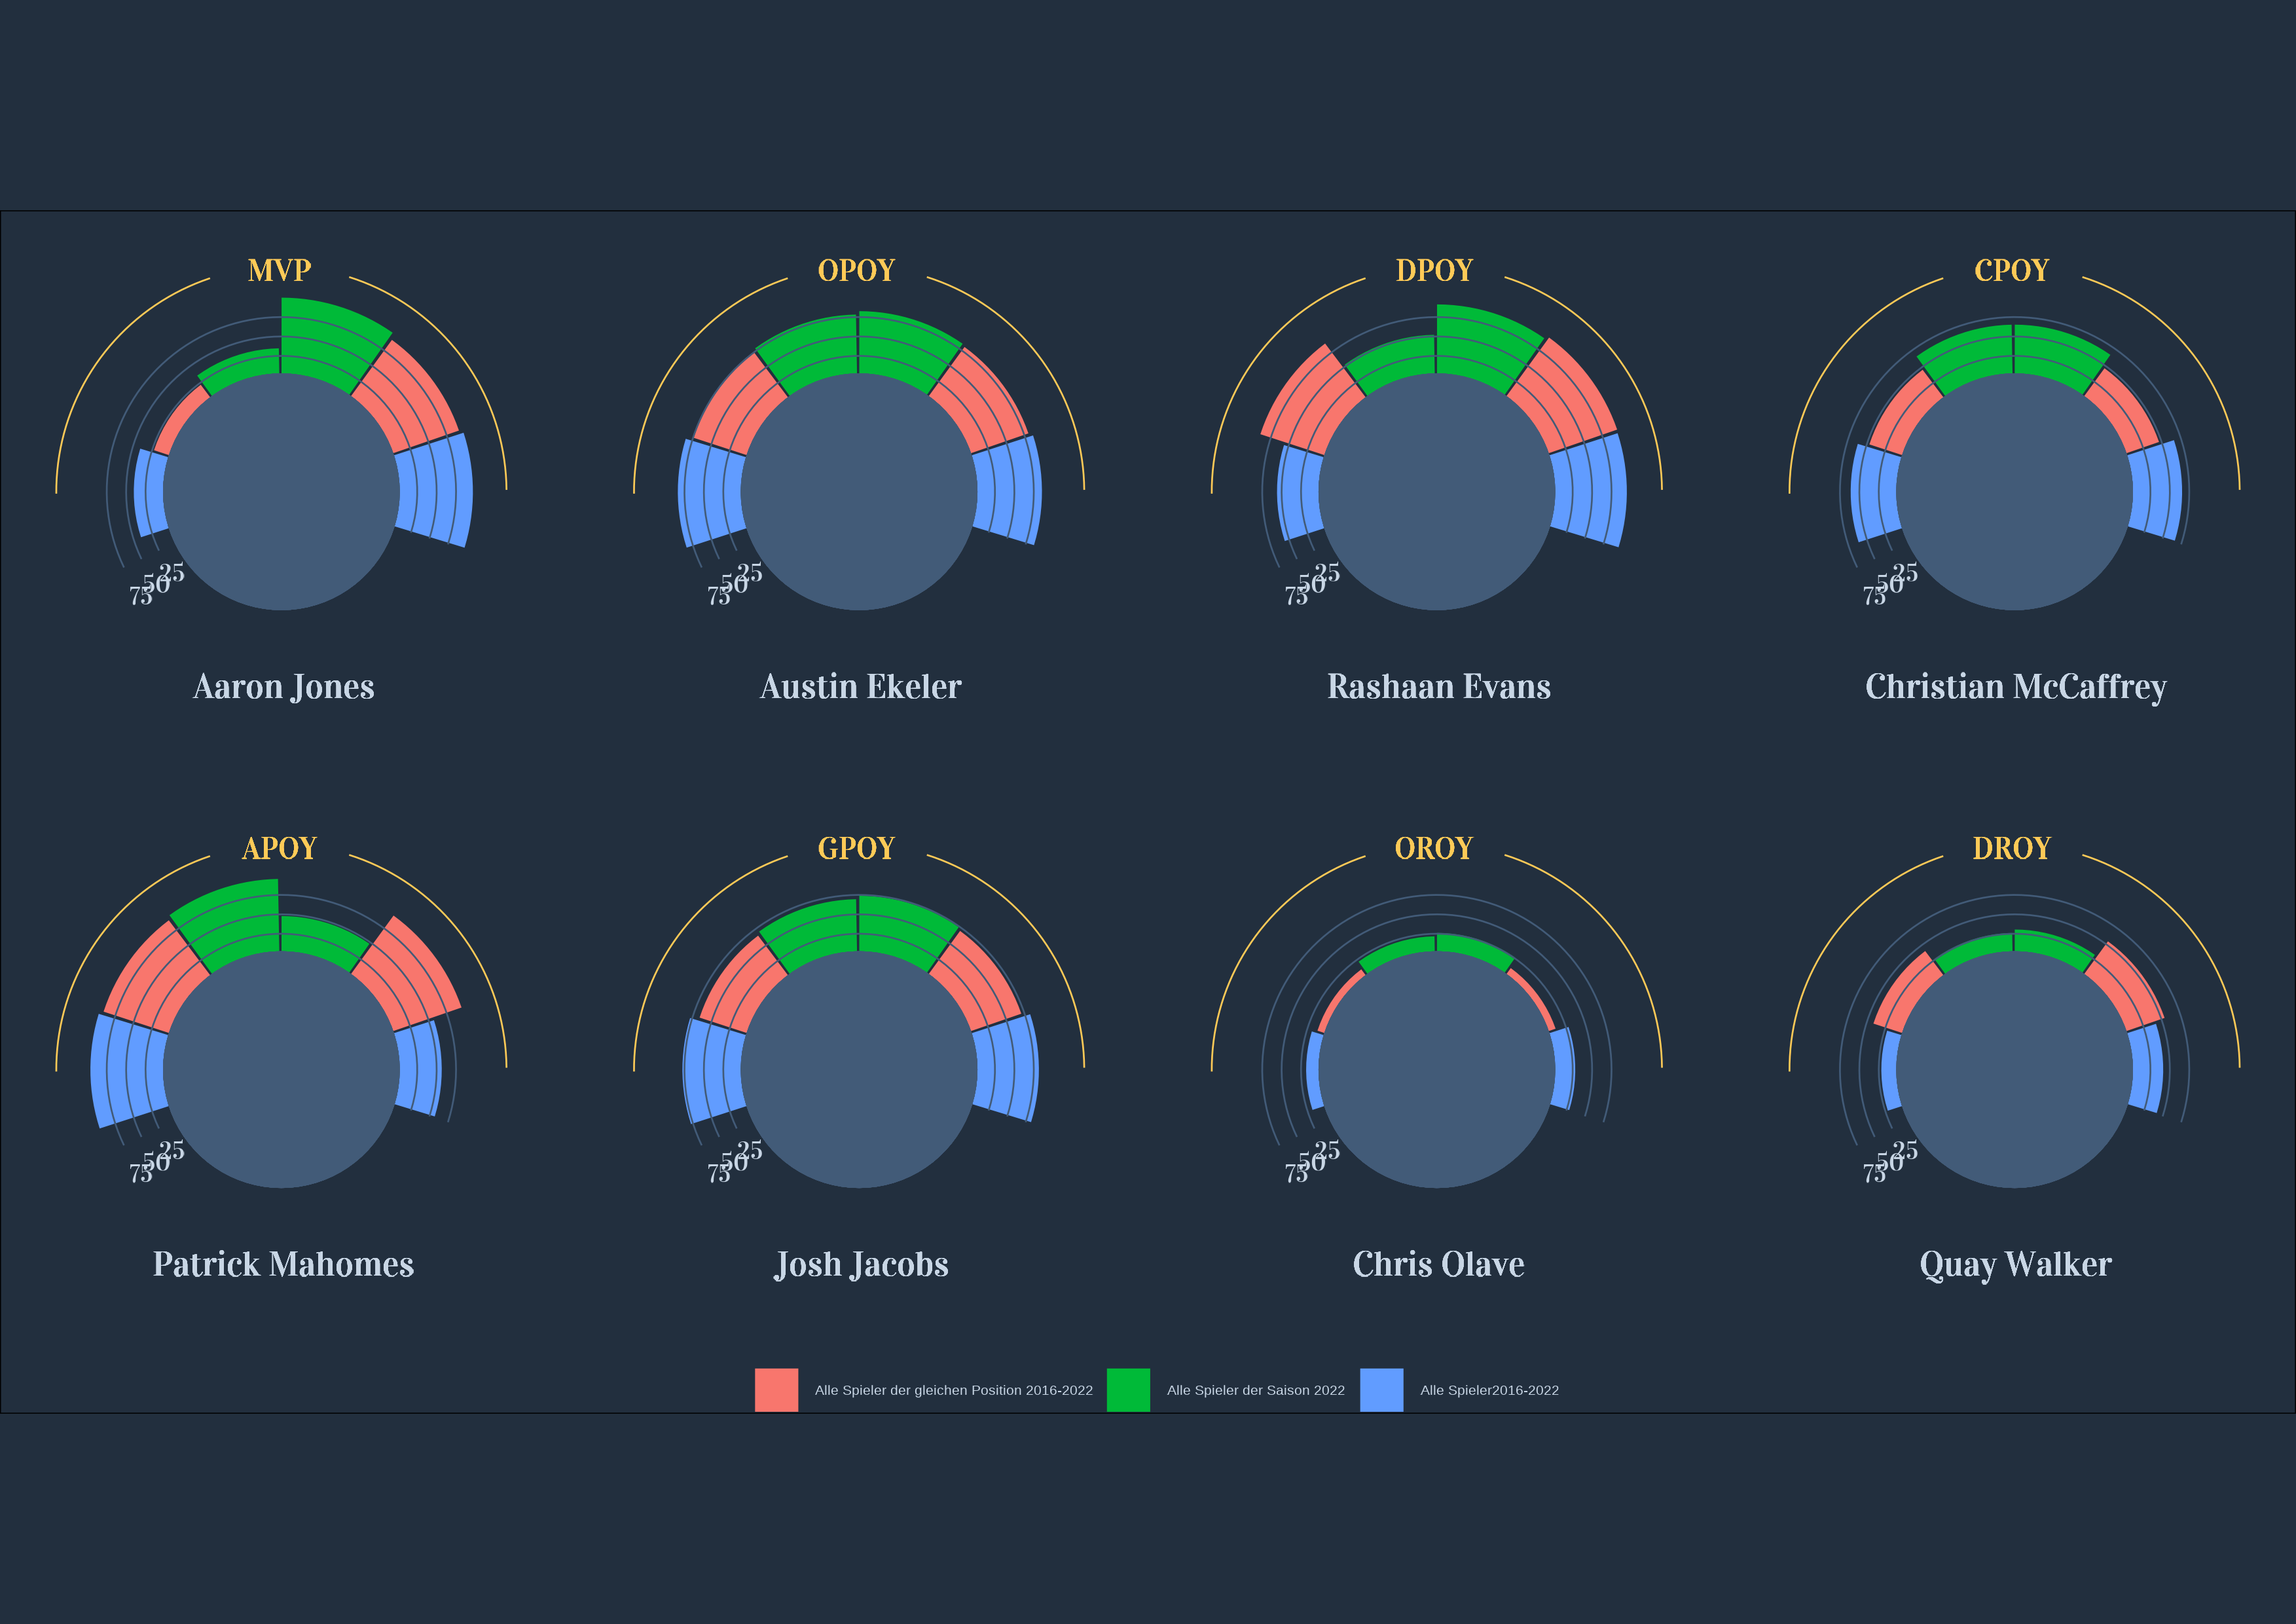 MVP
OPOY
DPOY
CPOY
25
50
75
25
50
75
25
50
75
25
50
75
Aaron Jones
Austin Ekeler
Rashaan Evans
Christian McCaffrey
APOY
GPOY
OROY
DROY
25
50
75
25
50
75
25
50
75
25
50
75
Patrick Mahomes
Josh Jacobs
Chris Olave
Quay Walker
Alle Spieler der gleichen Position 2016-2022
Alle Spieler der Saison 2022
Alle Spieler2016-2022